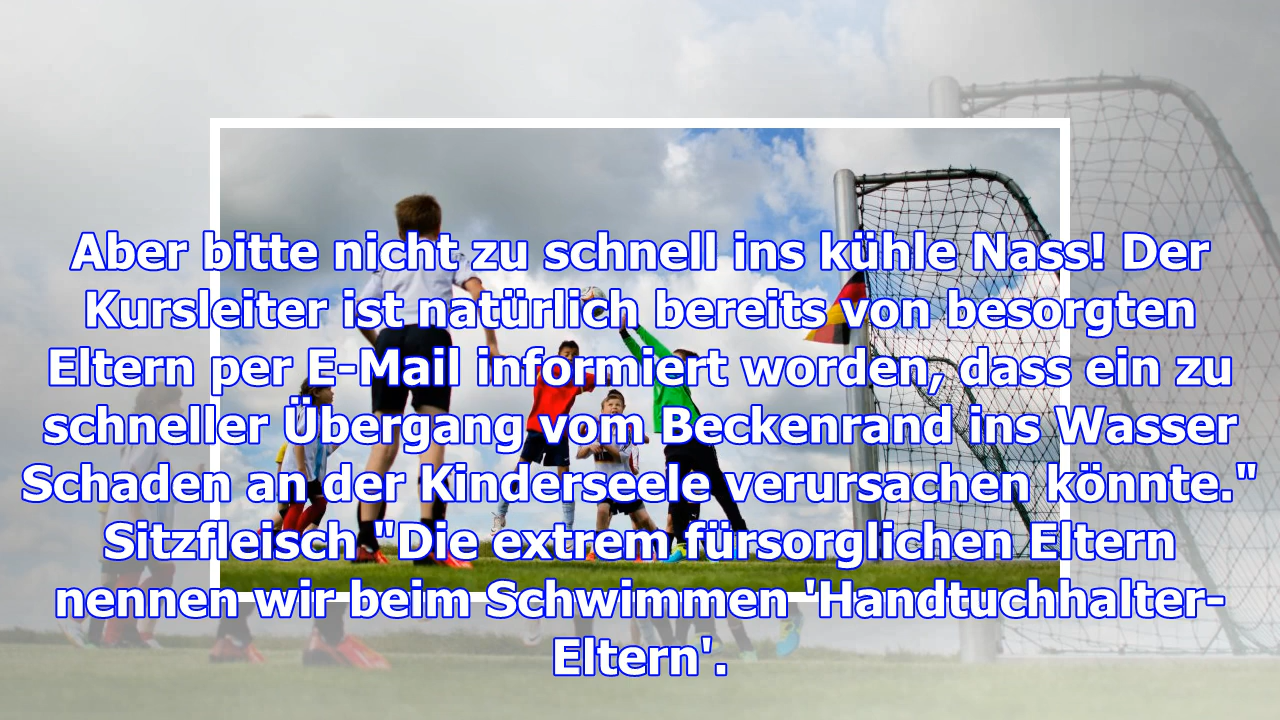 Aber bitte nicht zu schnell ins kühle Nass! Der
Kursleiter ist natürlich bereits von besorgten
Eltern per E-Mail informiert worden, dass ein zu
schneller Übergang vom Beckenrand ins Wasser
Schaden an der Kinderseele verursachen könnte."
Sitzfleisch "Die extrem fürsorglichen Eltern
nennen wir beim Schwimmen 'Handtuchhalter-
Eltern'.